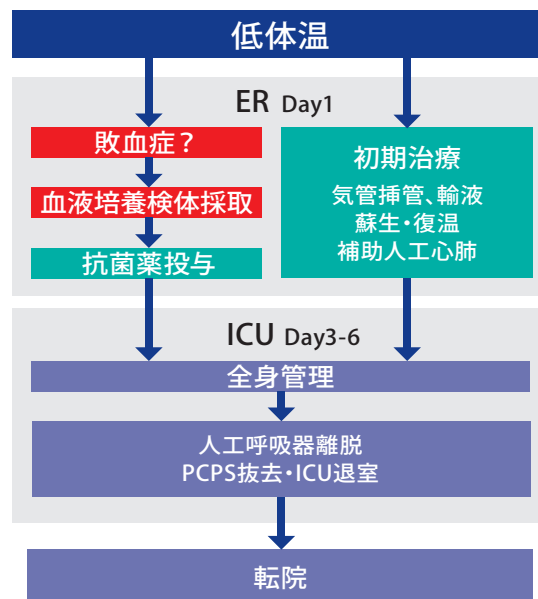 低体温
ER Day1
敗血症？
血液培養検体採取
抗菌薬投与
初期治療
気管挿管、輸液
蘇生・復温
補助人工心肺
ICU Day3-6
全身管理
人工呼吸器離脱
PCPS抜去・ICU退室
転院